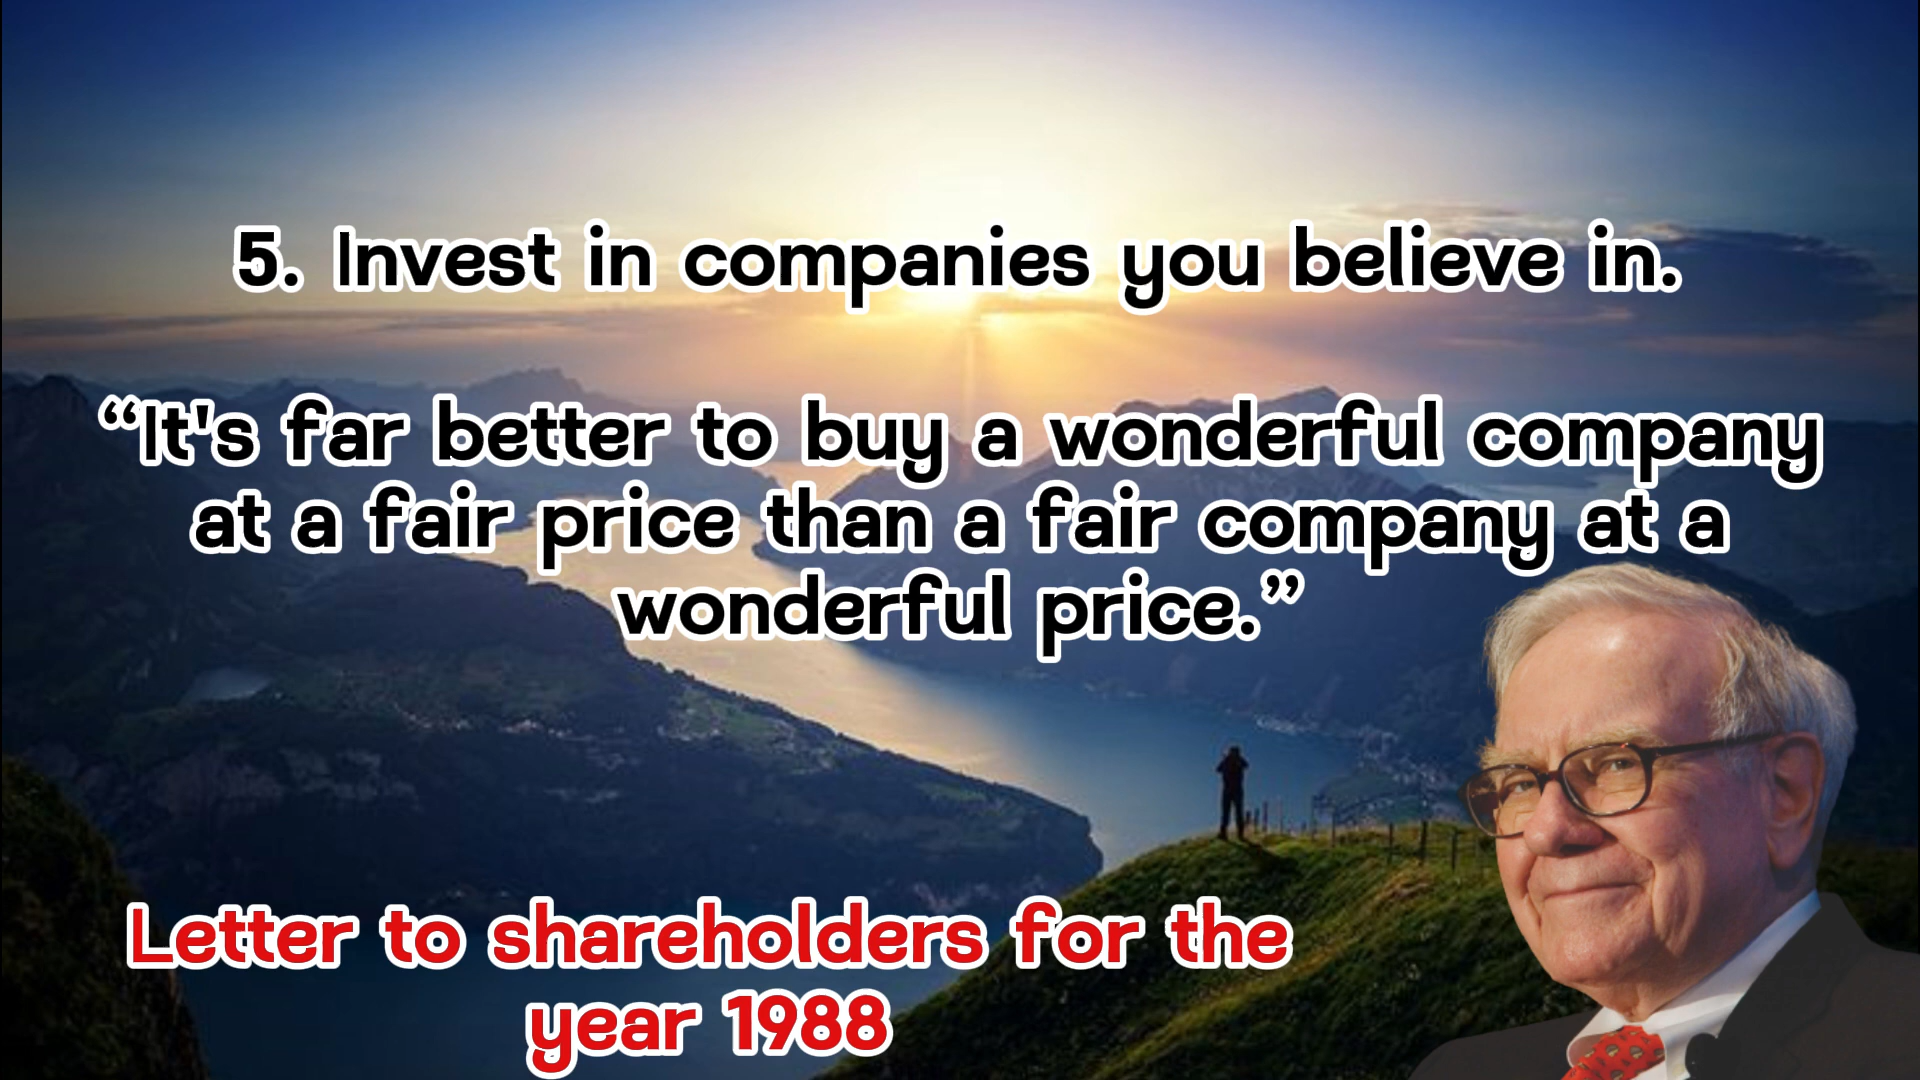 5. Invest in companies you believe in.
“It's far better to buy a wonderful company
at a fair price than a fair company at a
wonderful price.”
Letter to shareholders for the
year 1988